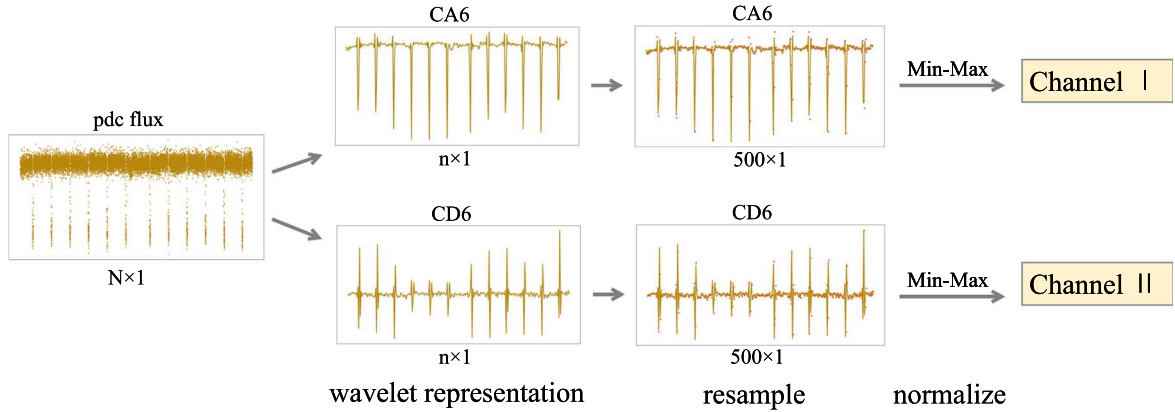 pdc flux
N×1
CA6
n×1
CA6
500×1
Min-Max
Channel Ⅰ
CD6
n×1
CD6
500×1
Min-Max
Channel Ⅱ
wavelet representation
resample
normalize